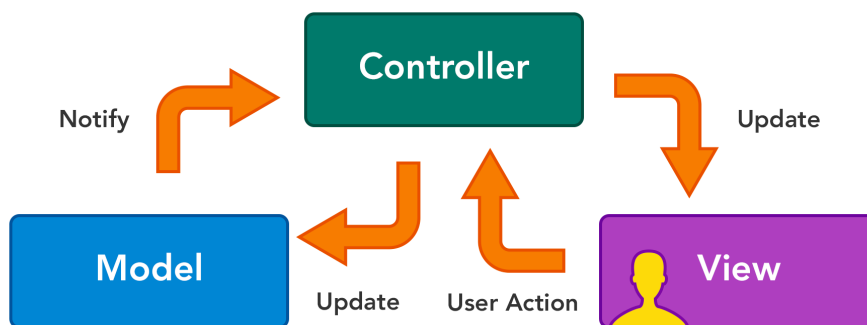 Controller
Notify
Update
Model
View
Update
User Action